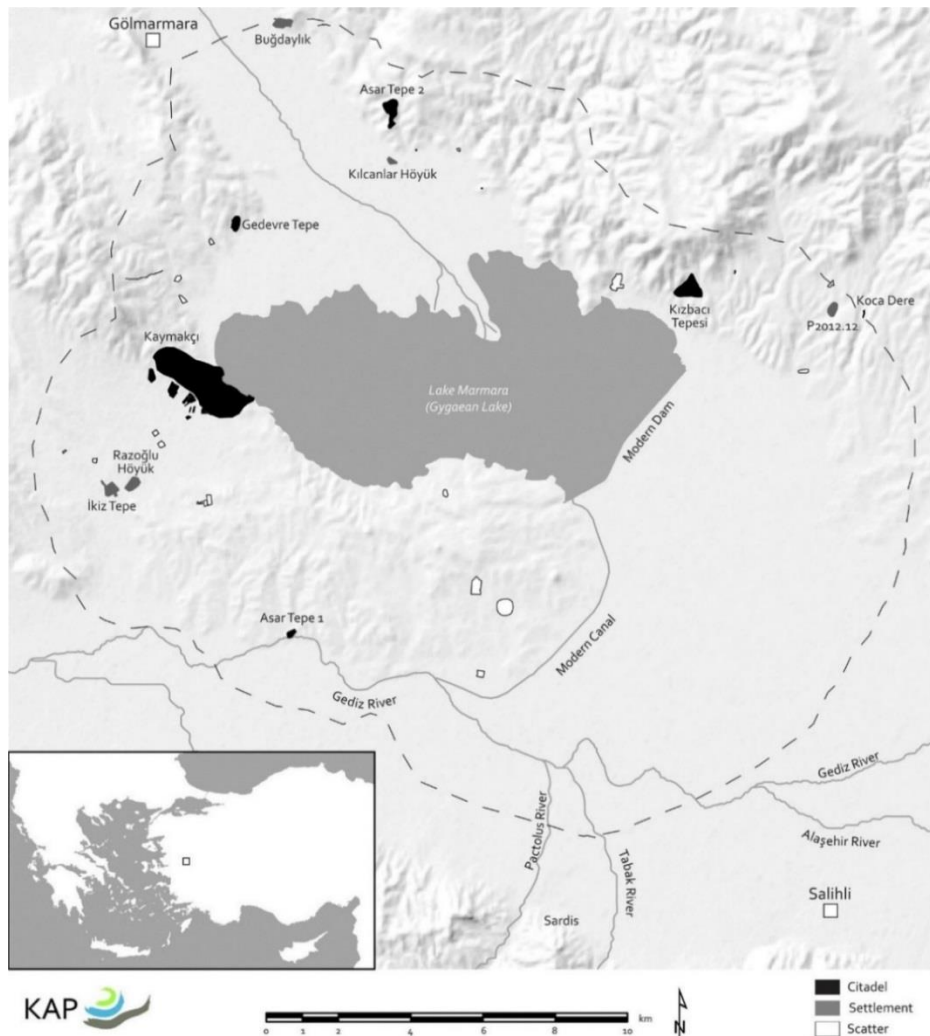 Gölmarmara
Buğdaylık
Asar Tepe 2
Kılcanlar Höyük
Gedevre Tepe
Kızbacı
Tepesi
Koca Dere
P2012.12
Kaymakçı
Lake Marmara
(Gygaean Lake)
Modern Dam
Razoğlu
Höyük
İkiz Tepe
Asar Tepe 1
Modern Canal
Gediz River
Gediz River
Alaşehir River
Pactolus River
Tabak River
Salihli
Sardis
KAP
km
0 1 2 4 6 8 10
N
Citadel
Settlement
Scatter